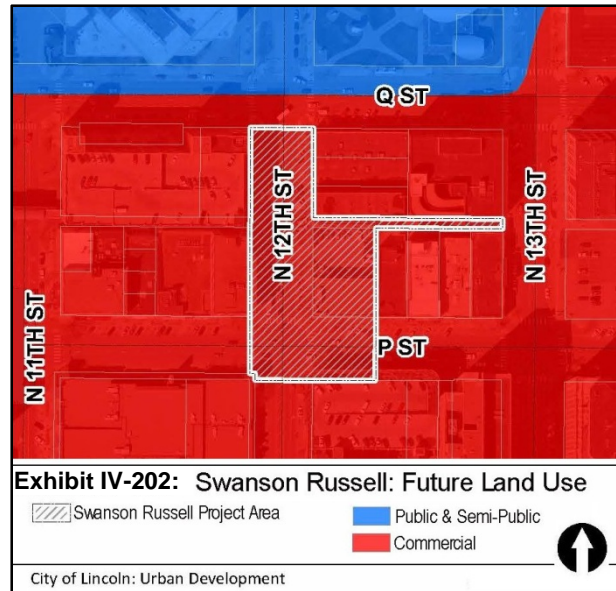 Q ST
N 12TH ST
N 13TH ST
N 11TH ST
P ST
Exhibit IV-202: Swanson Russell: Future Land Use
Swanson Russell Project Area
Public & Semi-Public
Commercial
City of Lincoln: Urban Development